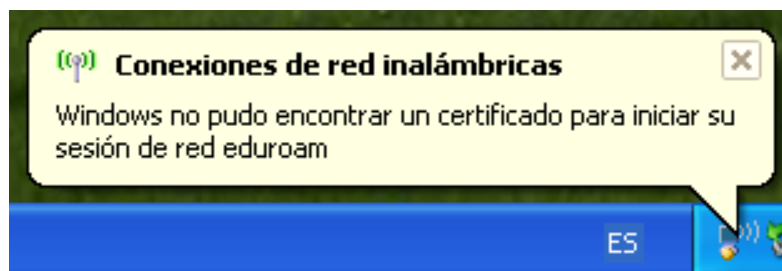 Conexiones de red inalámbricas
Windows no pudo encontrar un certificado para iniciar su
sesión de red eduroam
ES